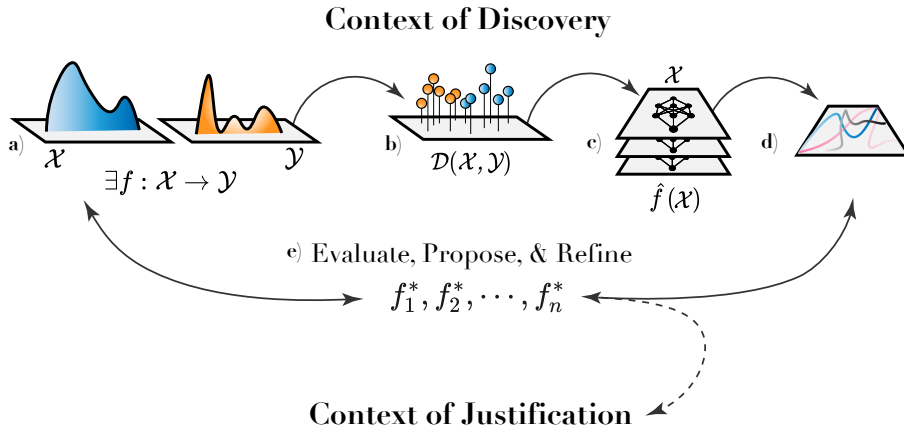 Context of Discovery
a)
𝒳
𝒴
∃f : 𝒳 → 𝒴
b)
𝒟(𝒳, 𝒴)
c)
𝒳
f̂ (𝒳)
d)
e) Evaluate, Propose, & Refine
f₁*, f₂*, ⋯, fₙ*
Context of Justification